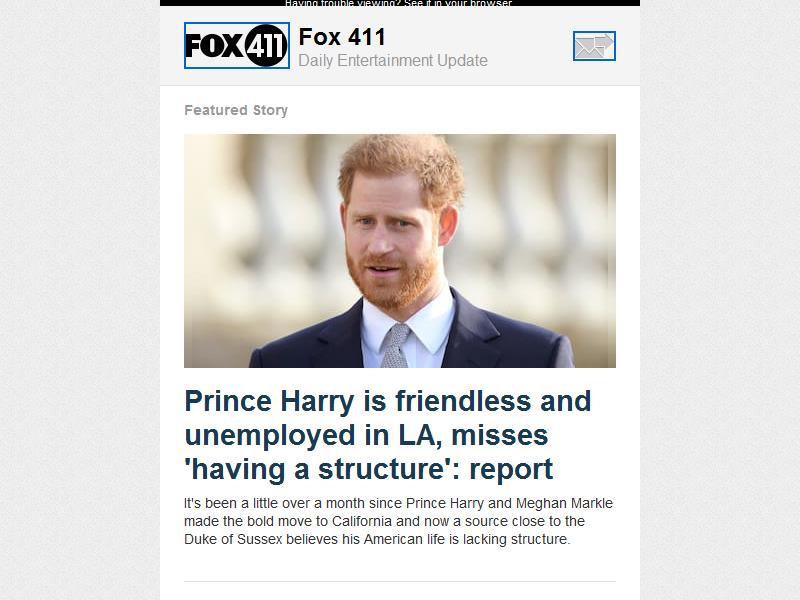 Having trouble viewing? See it in your browser
FOX 411
Fox 411
Daily Entertainment Update
Featured Story
Prince Harry is friendless and
unemployed in LA, misses
'having a structure': report
It's been a little over a month since Prince Harry and Meghan Markle
made the bold move to California and now a source close to the
Duke of Sussex believes his American life is lacking structure.